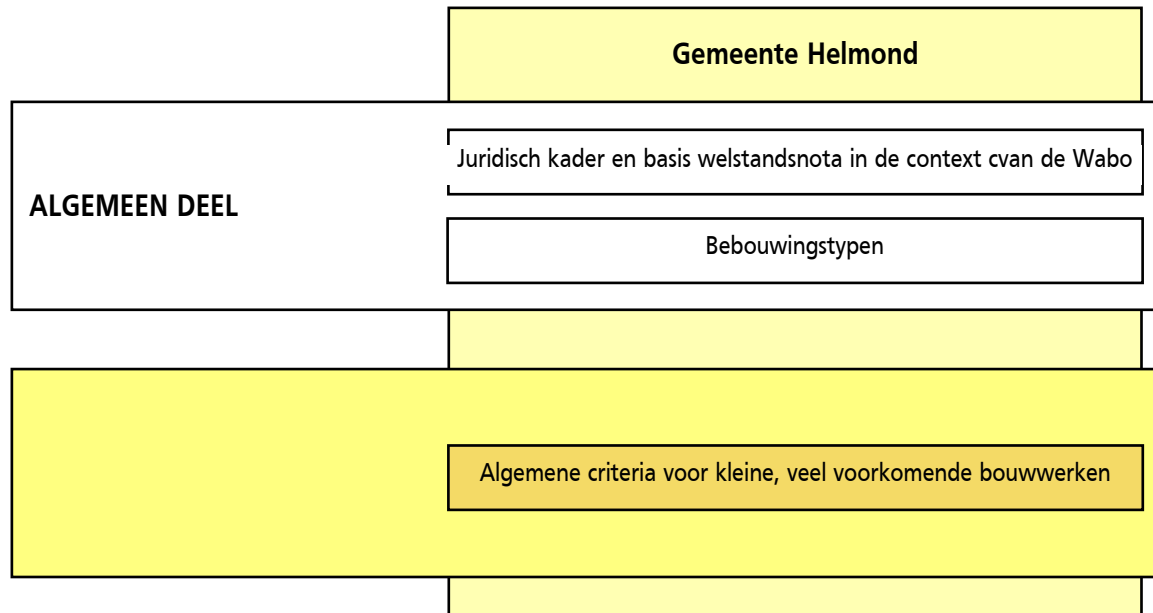 Gemeente Helmond
Juridisch kader en basis welstandsnota in de context cvan de Wabo
ALGEMEEN DEEL
Bebouwingstypen
Algemene criteria voor kleine, veel voorkomende bouwwerken